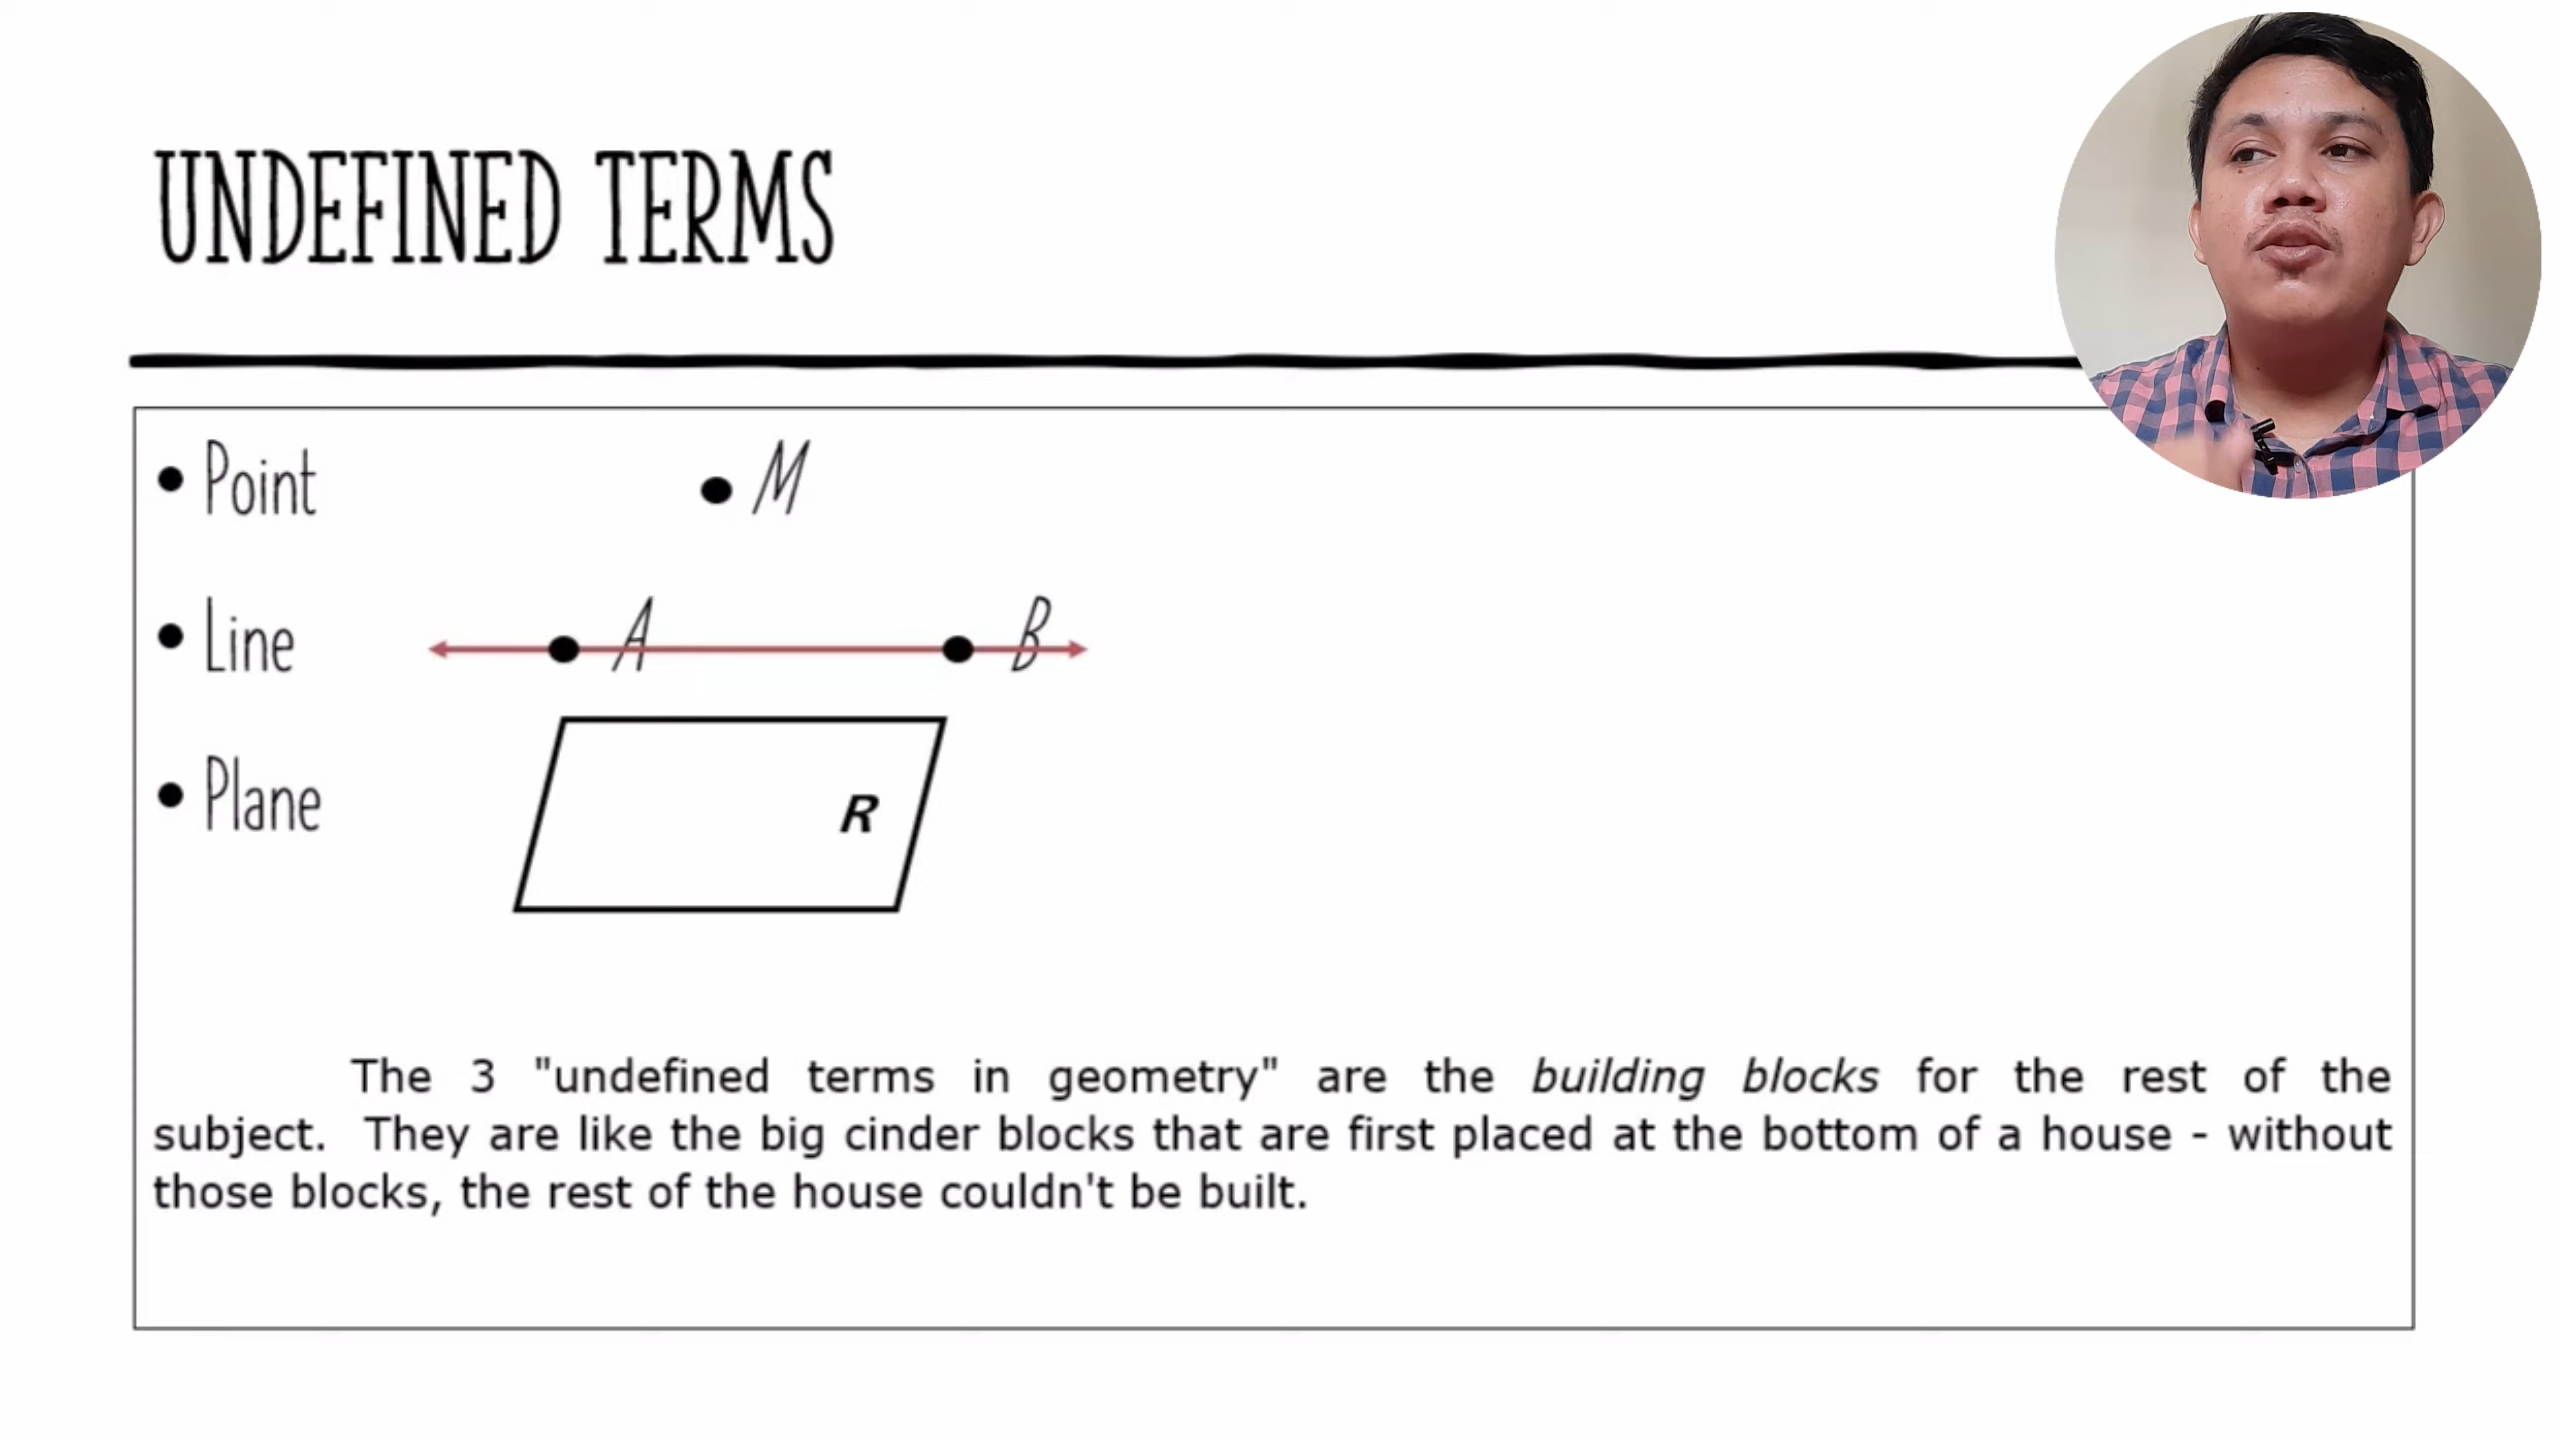 UNDEFINED TERMS
• Point
M
• Line
A B
• Plane
R
The 3 "undefined terms in geometry" are the building blocks for the rest of the
subject. They are like the big cinder blocks that are first placed at the bottom of a house - without
those blocks, the rest of the house couldn't be built.